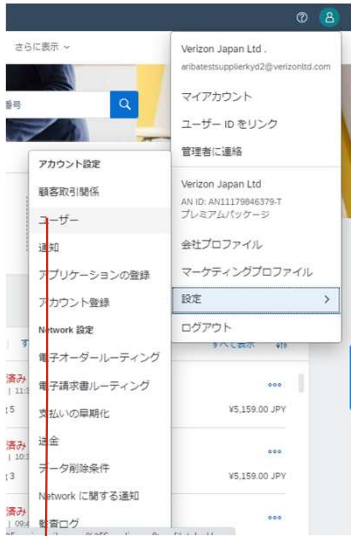 さらに表示
番号
Verizon Japan Ltd .
aribatestsupplierkyd2@verizonltd.com
マイアカウント
ユーザー ID をリンク
管理者に連絡
Verizon Japan Ltd
AN ID: AN11179846379-T
プレミアムパッケージ
会社プロファイル
マーケティングプロファイル
設定
ログアウト
アカウント設定
顧客取引関係
ユーザー
通知
アプリケーションの登録
アカウント登録
Network 設定
電子オーダールーティング
電子請求書ルーティング
支払いの早期化
送金
データ削除条件
Network に関する通知
監査ログ
すべて表示
済み
¥5,159.00 JPY
済み
¥5,159.00 JPY
済み